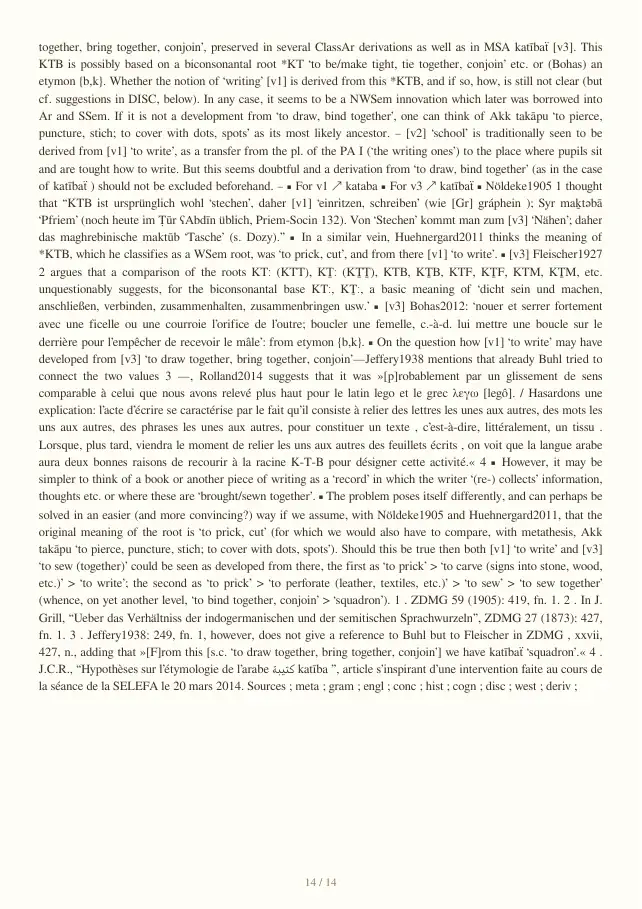 together, bring together, conjoin’, preserved in several ClassAr derivations as well as in MSA katībaẗ [v3]. This
KTB is possibly based on a biconsonantal root *KT ‘to be/make tight, tie together, conjoin’ etc. or (Bohas) an
etymon {b,k}. Whether the notion of ‘writing’ [v1] is derived from this *KTB, and if so, how, is still not clear (but
cf. suggestions in DISC, below). In any case, it seems to be a NWSem innovation which later was borrowed into
Ar and SSem. If it is not a development from ‘to draw, bind together’, one can think of Akk takāpu ‘to pierce,
puncture, stich; to cover with dots, spots’ as its most likely ancestor. – [v2] ‘school’ is traditionally seen to be
derived from [v1] ‘to write’, as a transfer from the pl. of the PA I (‘the writing ones’) to the place where pupils sit
and are tought how to write. But this seems doubtful and a derivation from ‘to draw, bind together’ (as in the case
of katībaẗ ) should not be excluded beforehand. – ▪ For v1 ↗ kataba ▪ For v3 ↗ katībaẗ ▪ Nöldeke1905 1 thought
that “KTB ist ursprünglich wohl ‘stechen’, daher [v1] ‘einritzen, schreiben’ (wie [Gr] gráphein ); Syr maḵtəḇā
‘Pfriem’ (noch heute im Ṭūr ʕAbdīn üblich, Priem-Socin 132). Von ‘Stechen’ kommt man zum [v3] ‘Nähen’; daher
das maghrebinische maktūb ‘Tasche’ (s. Dozy).” ▪ In a similar vein, Huehnergard2011 thinks the meaning of
*KTB, which he classifies as a WSem root, was ‘to prick, cut’, and from there [v1] ‘to write’. ▪ [v3] Fleischer1927
2 argues that a comparison of the roots KT: (KTT), KṮ: (KṮṮ), KTB, KṮB, KTF, KṮF, KTM, KṮM, etc.
unquestonably suggests, for the biconsonantal base KT:, KṮ:, a basic meaning of ‘dicht sein und machen,
anschließen, verbinden, zusammenhalten, zusammenbringen usw.’ ▪ [v3] Bohas2012: ‘nouer et serrer fortement
avec une ficelle ou une courroie l'orifice de l'outre; boucler une femelle, c.-à-d. lui mettre une boucle sur le
derrière pour l'empêcher de recevoir le mâle’: from etymon {b,k}. ▪ On the question how [v1] ‘to write’ may have
developed from [v3] ‘to draw together, bring together, conjoin’—Jeffery1938 mentions that already Buhl tried to
connect the two values 3 —, Rolland2014 suggests that it was »[p]robablement par un glissement de sens
comparable à celui que nous avons relevé plus haut pour le latin lego et le grec λεγω [legô]. / Hasardons une
explication: l'acte d'écrire se caractérise par le fait qu'il consiste à relier des lettres les unes aux autres, des mots les
uns aux autres, des phrases les unes aux autres, pour constituer un texte , c'est-à-dire, littéralement, un tissu .
Lorsque, plus tard, viendra le moment de relier les uns aux autres des feuillets écrits , on voit que la langue arabe
aura deux bonnes raisons de recourir à la racine K-T-B pour désigner cette activité.« 4 ▪ However, it may be
simpler to think of a book or another piece of writing as a ‘record’ in which the writer ‘(re-) collects’ information,
thoughts etc. or where these are ‘brought/sewn together’. ▪ The problem poses itself differently, and can perhaps be
solved in an easier (and more convincing?) way if we assume, with Nöldeke1905 and Huehnergard2011, that the
original meaning of the root is ‘to prick, cut’ (for which we would also have to compare, with metathesis, Akk
takāpu ‘to pierce, puncture, stich; to cover with dots, spots’). Should this be true then both [v1] ‘to write’ and [v3]
‘to sew (together)’ could be seen as developed from there, the first as ‘to prick’ > ‘to carve (signs into stone, wood,
etc.)’ > ‘to write’; the second as ‘to prick’ > ‘to perforate (leather, textiles, etc.)’ > ‘to sew’ > ‘to sew together’
(whence, on yet another level, ‘to bind together, conjoin’ > ‘squadron’). 1 . ZDMG 59 (1905): 419, fn. 1. 2 . In J.
Grill, “Ueber das Verhältniss der indogermanischen und der semitischen Sprachwurzeln”, ZDMG 27 (1873): 427,
fn. 1. 3 . Jeffery1938: 249, fn. 1, however, does not give a reference to Buhl but to Fleischer in ZDMG , xxvii,
427, n., adding that »[F]rom this [s.c. ‘to draw together, bring together, conjoin’] we have katībaẗ ‘squadron’.« 4 .
J.C.R., “Hypothèses sur l'étymologie de l'arabe كتيبة katība ”, article s'inspirant d'une intervention faite au cours de
la séance de la SELEFA le 20 mars 2014. Sources ; meta ; gram ; engl ; conc ; hist ; cogn ; disc ; west ; deriv ;
14 / 14